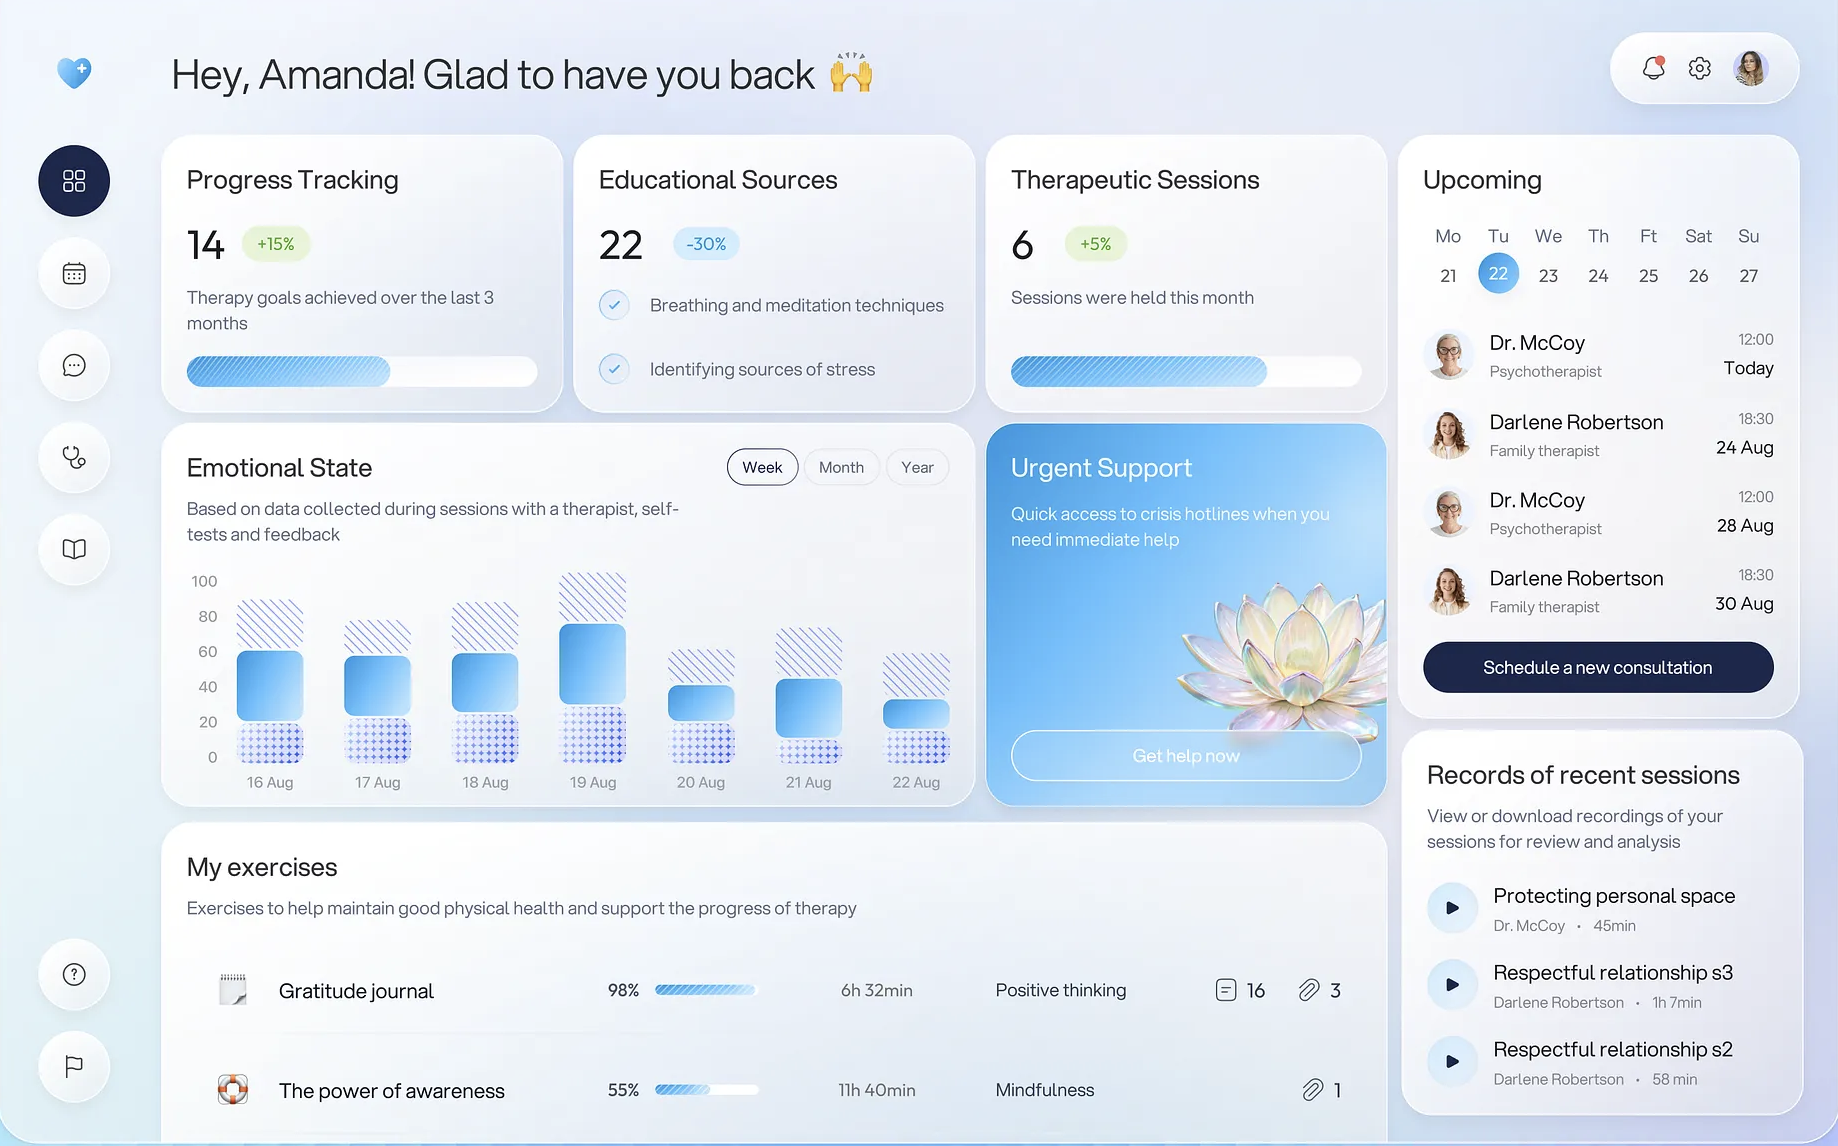 Hey, Amanda! Glad to have you back 🙌
Progress Tracking
14 +15%
Therapy goals achieved over the last 3
months
Educational Sources
22 -30%
Breathing and meditation techniques
Identifying sources of stress
Therapeutic Sessions
6 +5%
Sessions were held this month
Upcoming
Mo Tu We Th Ft Sat Su
21 22 23 24 25 26 27
Dr. McCoy 12:00
Psychotherapist Today
Darlene Robertson 18:30
Family therapist 24 Aug
Dr. McCoy 12:00
Psychotherapist 28 Aug
Darlene Robertson 18:30
Family therapist 30 Aug
Schedule a new consultation
Emotional State
Week Month Year
Based on data collected during sessions with a therapist, self-
tests and feedback
100
80
60
40
20
0
16 Aug 17 Aug 18 Aug 19 Aug 20 Aug 21 Aug 22 Aug
Urgent Support
Quick access to crisis hotlines when you
need immediate help
Get help now
My exercises
Exercises to help maintain good physical health and support the progress of therapy
Gratitude journal 98% 6h 32min Positive thinking 16 3
The power of awareness 55% 11h 40min Mindfulness 1
Records of recent sessions
View or download recordings of your
sessions for review and analysis
Protecting personal space
Dr. McCoy • 45min
Respectful relationship s3
Darlene Robertson • 1h 7min
Respectful relationship s2
Darlene Robertson • 58 min